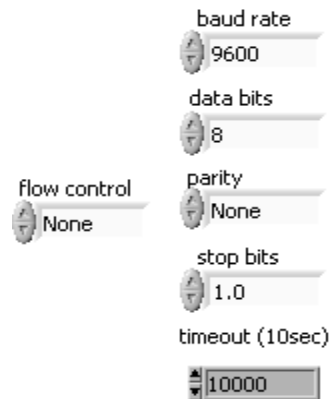 baud rate
9600
data bits
8
flow control
None
parity
None
stop bits
1.0
timeout (10sec)
10000